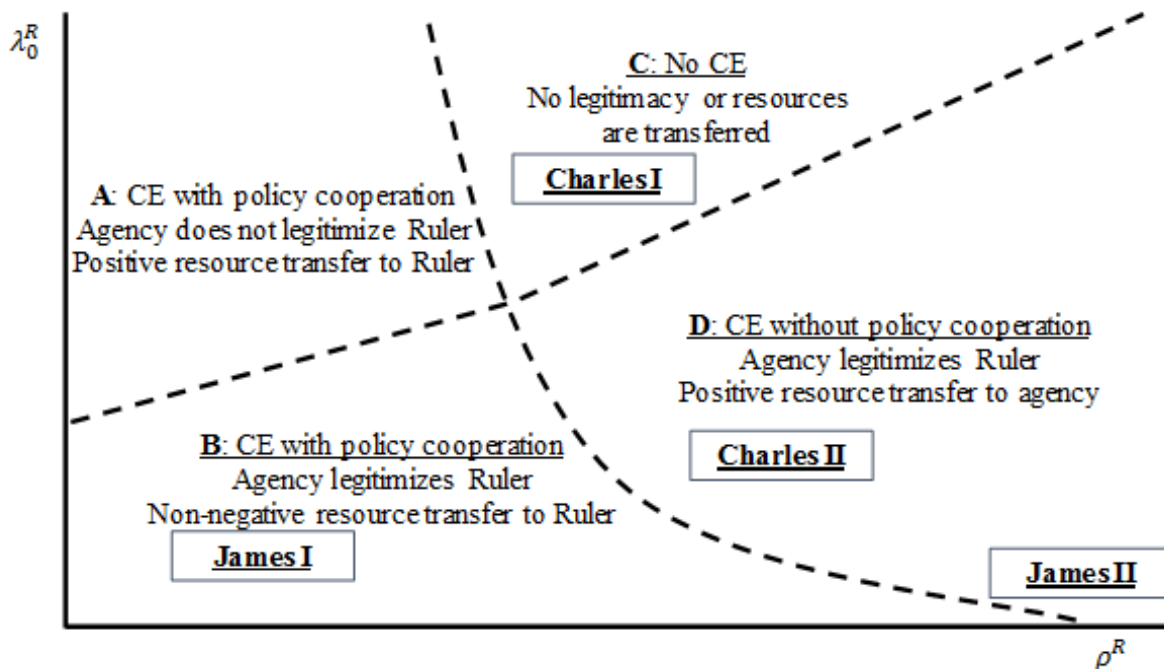 λ₀ᴿ
C: No CE
No legitimacy or resources
are transferred
Charles I
A: CE with policy cooperation
Agency does not legitimize Ruler
Positive resource transfer to Ruler
D: CE without policy cooperation
Agency legitimizes Ruler
Positive resource transfer to agency
Charles II
B: CE with policy cooperation
Agency legitimizes Ruler
Non-negative resource transfer to Ruler
James I
James II
ρᴿ